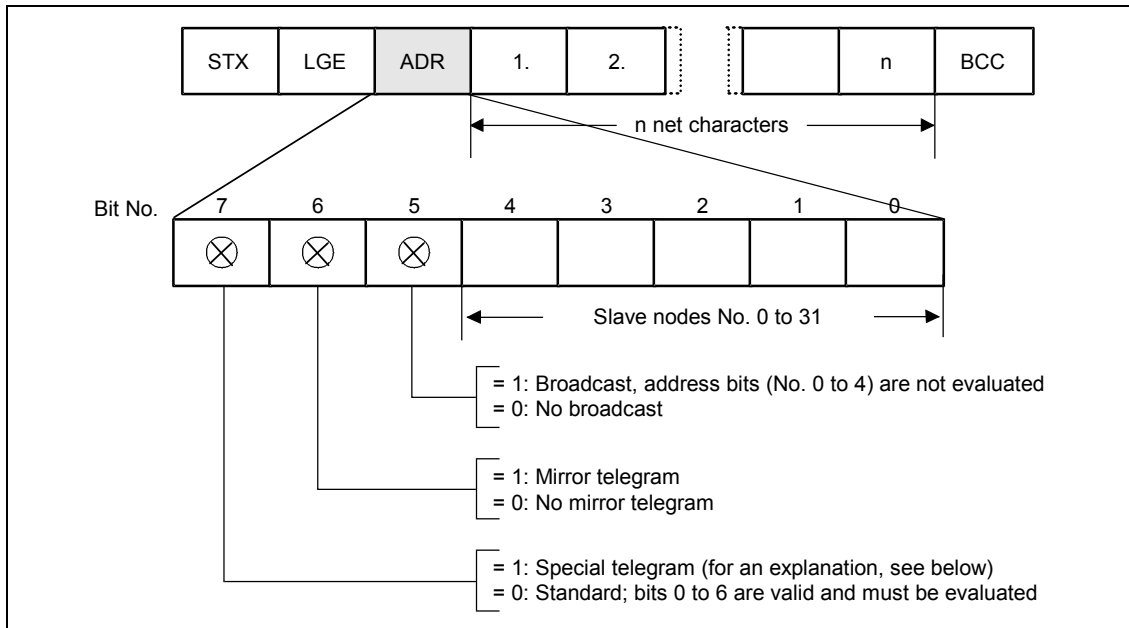 STX LGE ADR 1. 2. n BCC
n net characters
Bit No. 7 6 5 4 3 2 1 0
Slave nodes No. 0 to 31
= 1: Broadcast, address bits (No. 0 to 4) are not evaluated
= 0: No broadcast
= 1: Mirror telegram
= 0: No mirror telegram
= 1: Special telegram (for an explanation, see below)
= 0: Standard; bits 0 to 6 are valid and must be evaluated